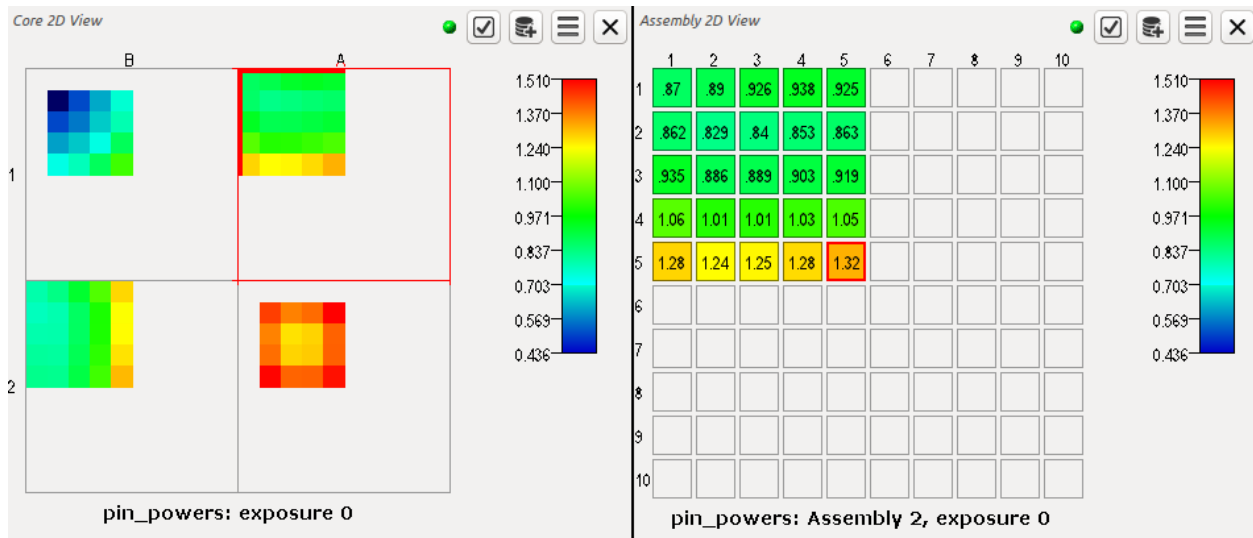 Core 2D View
B A
1
2
1.510
1.370
1.240
1.100
0.971
0.837
0.703
0.569
0.436
pin_powers: exposure 0
Assembly 2D View
1 2 3 4 5 6 7 8 9 10
1 .87 .89 .926 .938 .925
2 .862 .829 .84 .853 .863
3 .935 .886 .889 .903 .919
4 1.06 1.01 1.01 1.03 1.05
5 1.28 1.24 1.25 1.28 1.32
6
7
8
9
10
1.510
1.370
1.240
1.100
0.971
0.837
0.703
0.569
0.436
pin_powers: Assembly 2, exposure 0